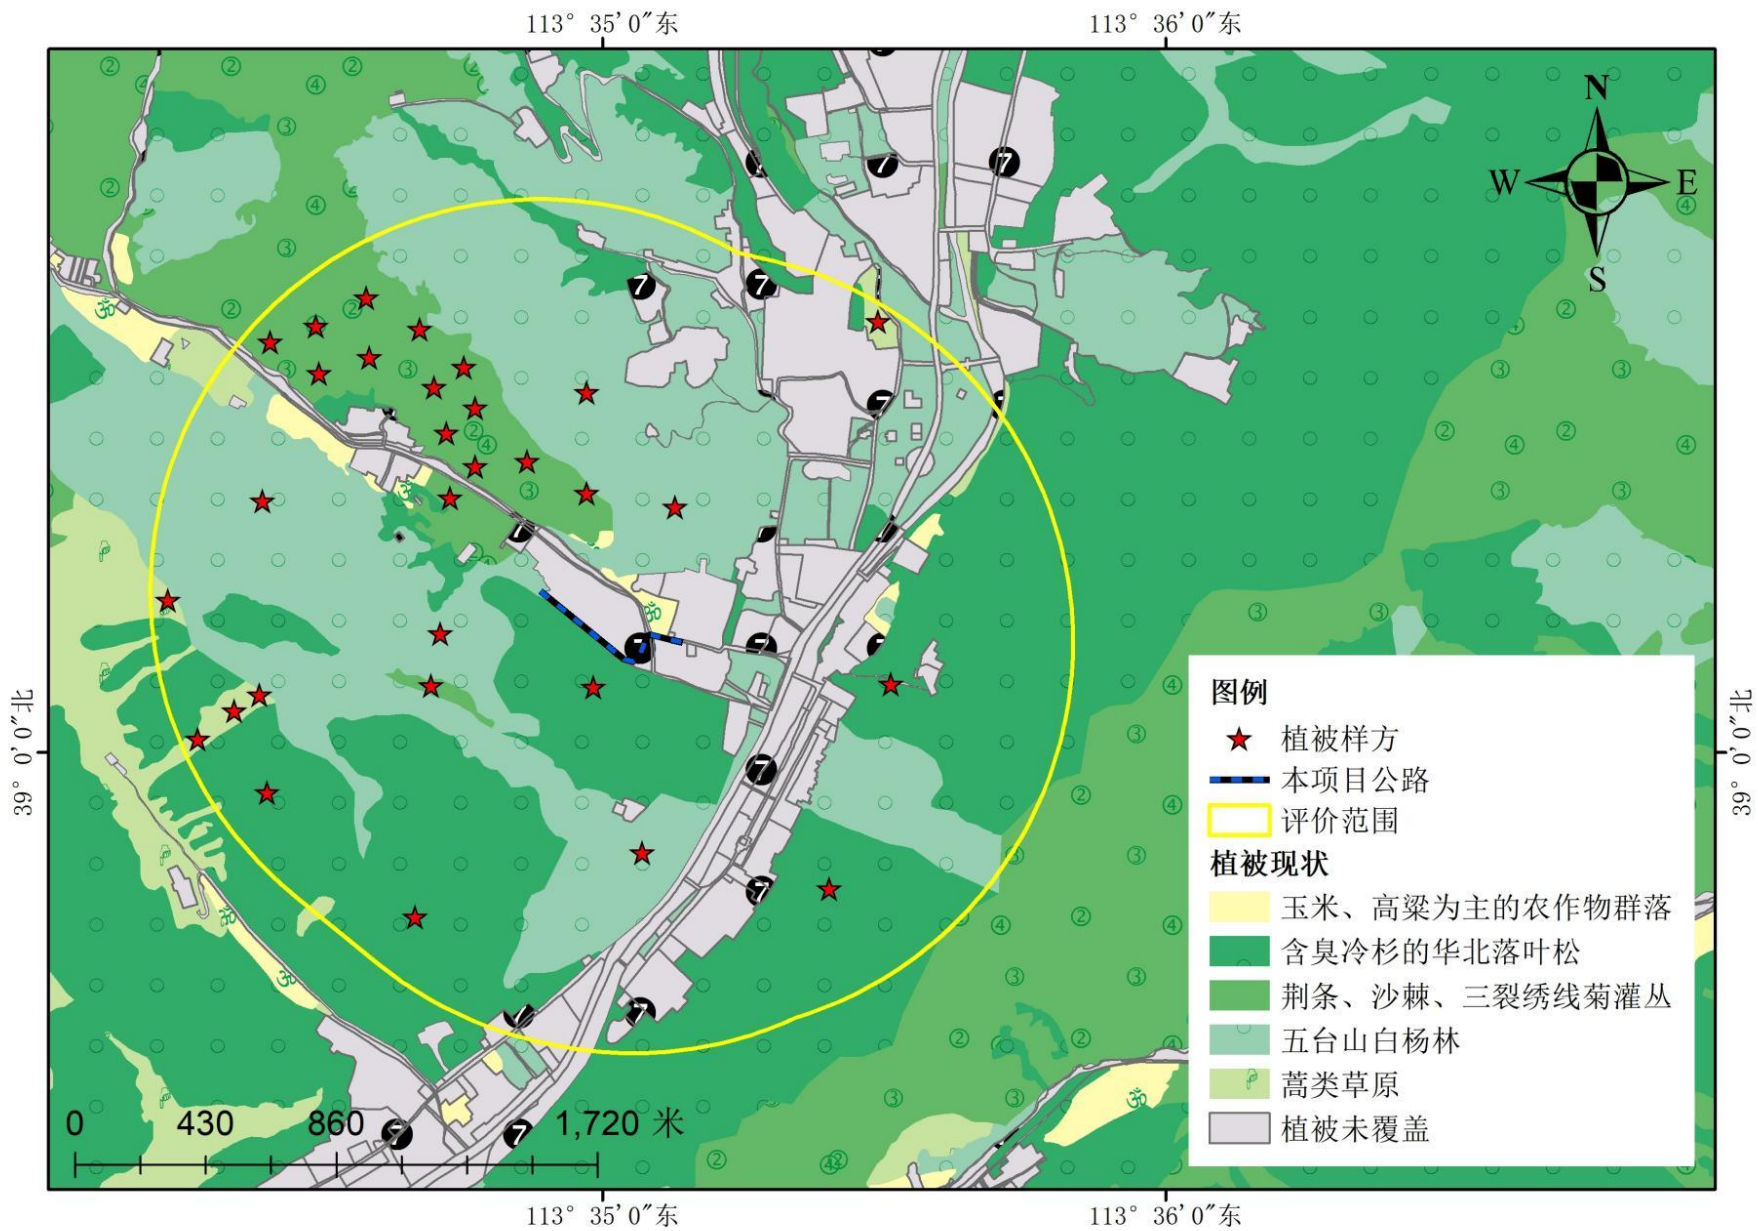 113° 35′0″东
113° 36′0″东
N
W
E
S
39° 0′0″北
39° 0′0″北
图例
植被样方
本项目公路
评价范围
植被现状
玉米、高粱为主的农作物群落
含臭冷杉的华北落叶松
荆条、沙棘、三裂绣线菊灌丛
五台山白杨林
蒿类草原
植被未覆盖
0 430 860 1,720 米
113° 35′0″东
113° 36′0″东